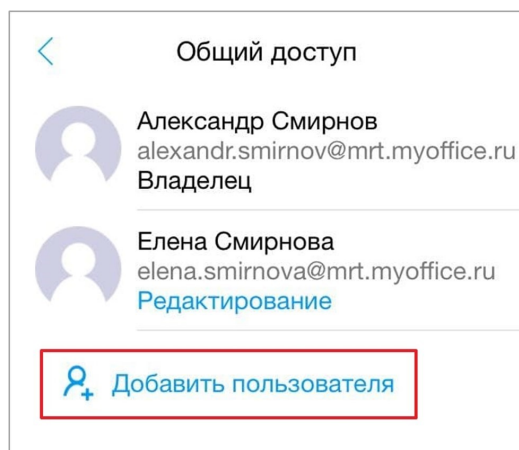 Общий доступ
Александр Смирнов
alexandr.smirnov@mrt.myoffice.ru
Владелец
Елена Смирнова
elena.smirnova@mrt.myoffice.ru
Редактирование
Добавить пользователя